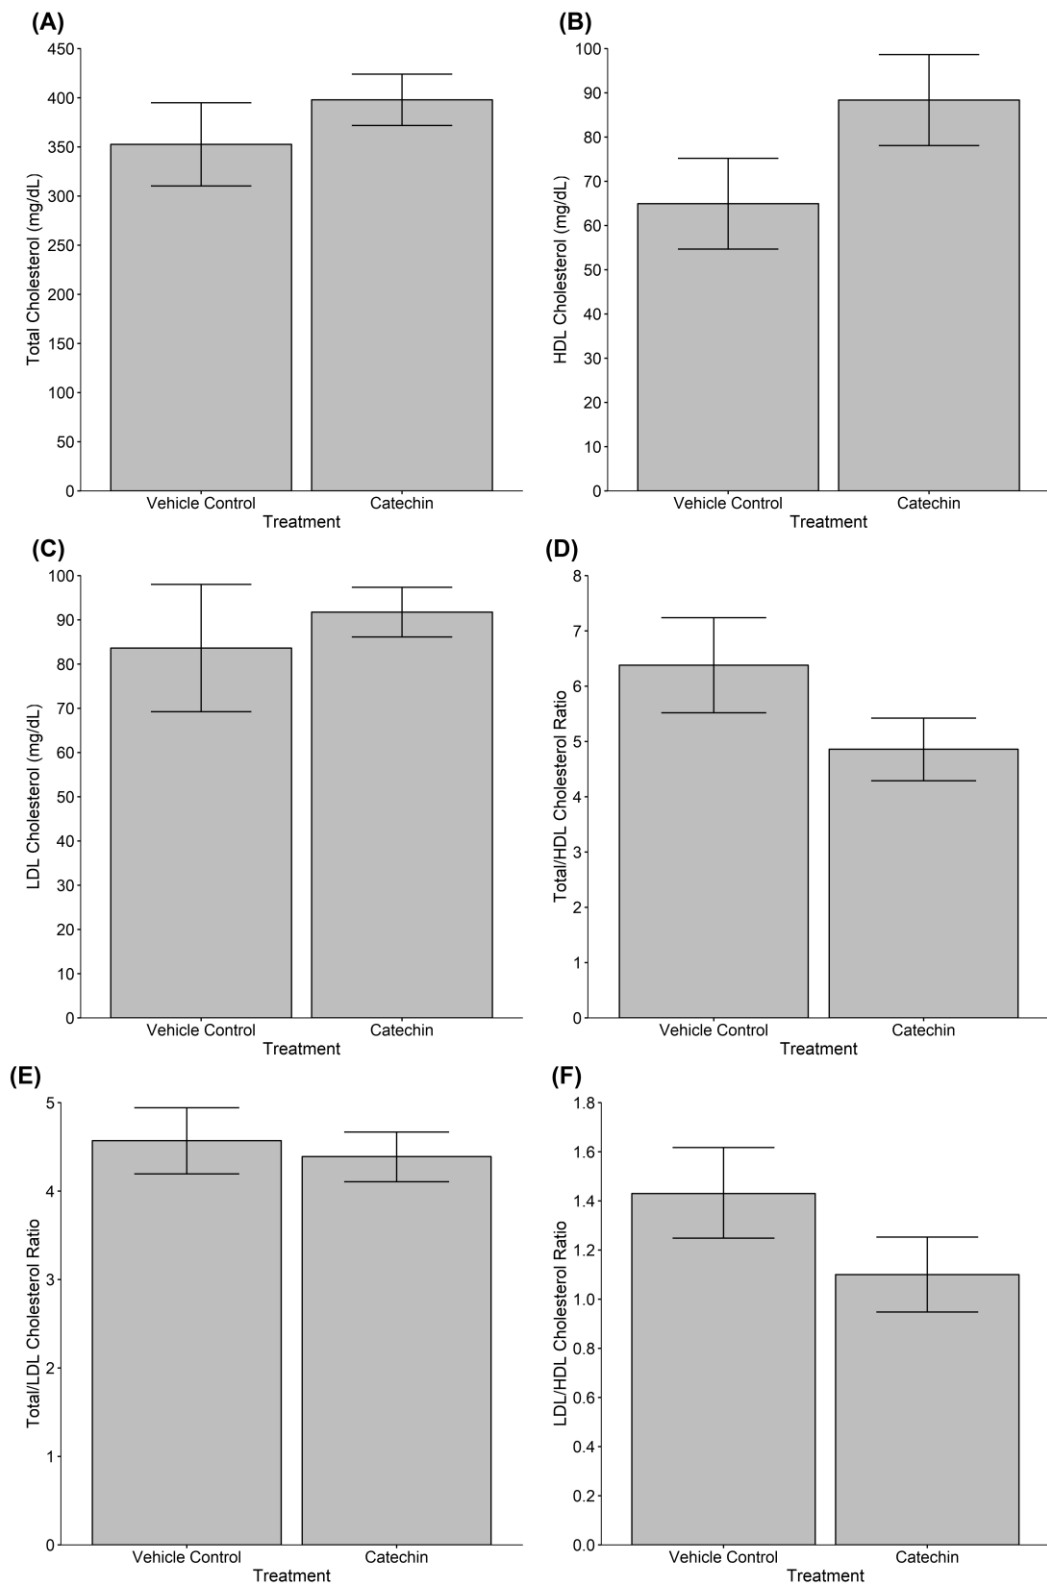 (A)
Total Cholesterol (mg/dL)
450
400
350
300
250
200
150
100
50
0
Vehicle Control Catechin
Treatment
(B)
HDL Cholesterol (mg/dL)
100
90
80
70
60
50
40
30
20
10
0
Vehicle Control Catechin
Treatment
(C)
LDL Cholesterol (mg/dL)
100
90
80
70
60
50
40
30
20
10
0
Vehicle Control Catechin
Treatment
(D)
Total/HDL Cholesterol Ratio
8
7
6
5
4
3
2
1
0
Vehicle Control Catechin
Treatment
(E)
Total/LDL Cholesterol Ratio
5
4
3
2
1
0
Vehicle Control Catechin
Treatment
(F)
LDL/HDL Cholesterol Ratio
1.8
1.6
1.4
1.2
1.0
0.8
0.6
0.4
0.2
0.0
Vehicle Control Catechin
Treatment